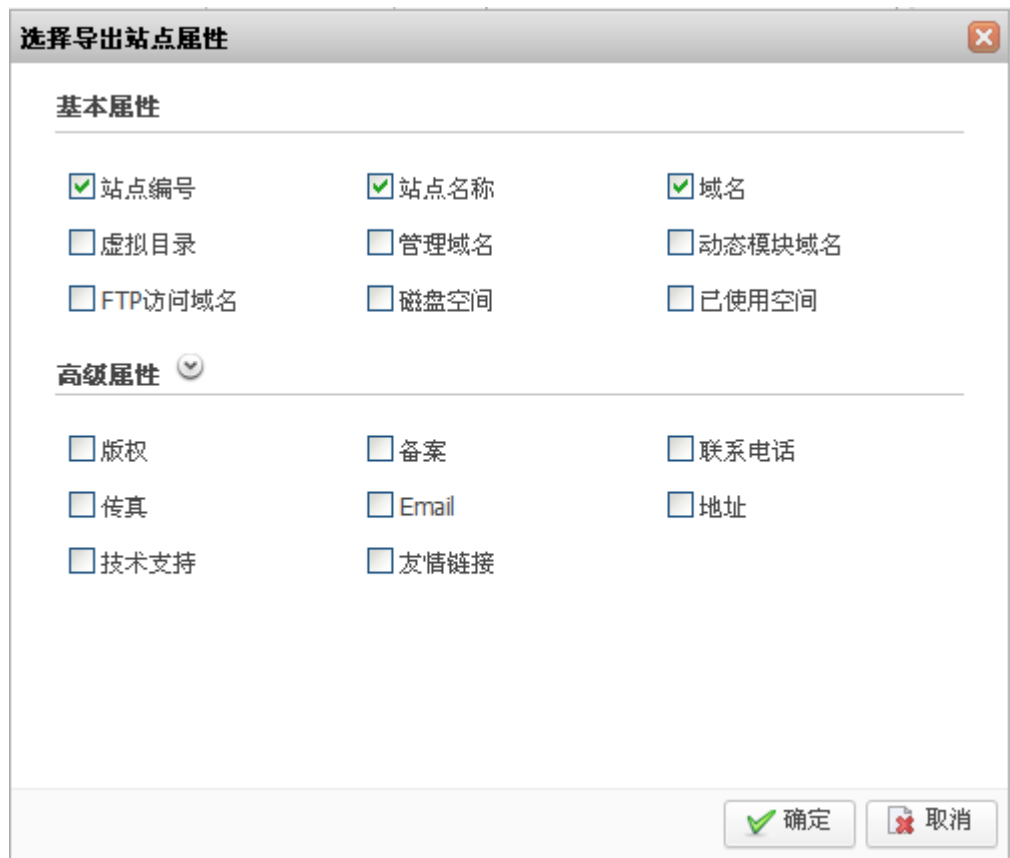 选择导出站点属性
基本属性
站点编号 站点名称 域名
虚拟目录 管理域名 动态模块域名
FTP访问域名 磁盘空间 已使用空间
高级属性
版权 备案 联系电话
传真 Email 地址
技术支持 友情链接
确定 取消